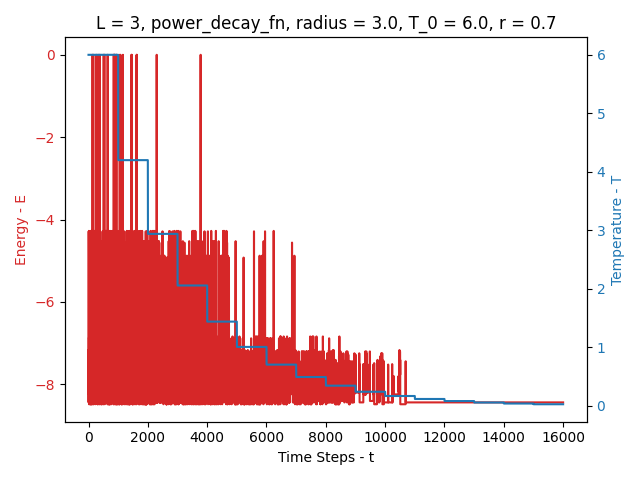 L = 3, power_decay_fn, radius = 3.0, T_0 = 6.0, r = 0.7
0
−2
−4
−6
−8
Energy - E
6
5
4
3
2
1
0
Temperature - T
0 2000 4000 6000 8000 10000 12000 14000 16000
Time Steps - t